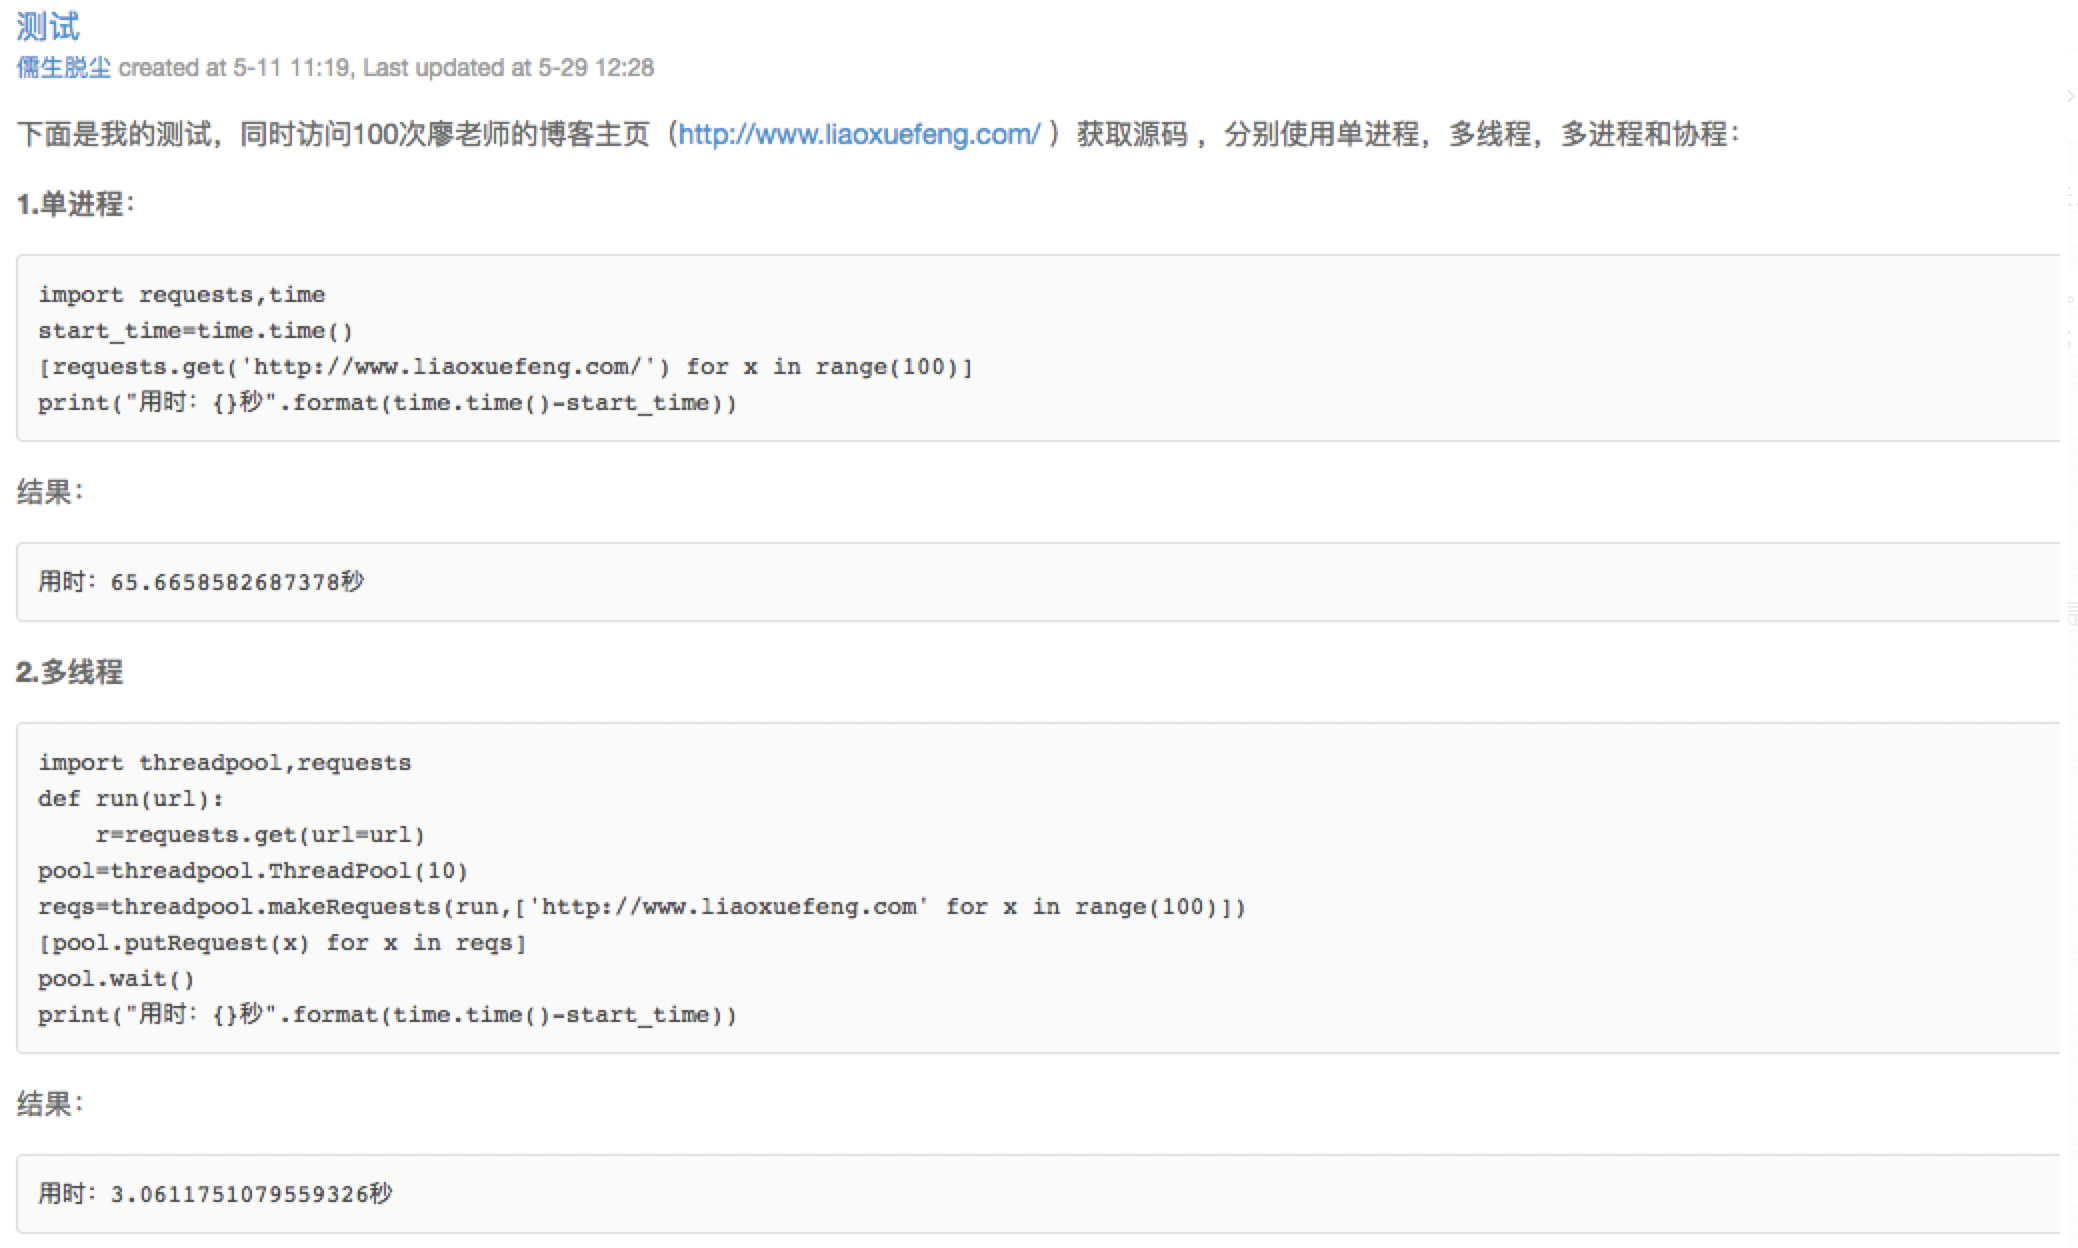 测试
儒生脱尘 created at 5-11 11:19, Last updated at 5-29 12:28
下面是我的测试，同时访问100次廖老师的博客主页（http://www.liaoxuefeng.com/ ）获取源码 ，分别使用单进程，多线程，多进程和协程：
1.单进程：
import requests,time
start_time=time.time()
[requests.get('http://www.liaoxuefeng.com/') for x in range(100)]
print("用时：{}秒".format(time.time()-start_time))
结果：
用时：65.6658582687378秒
2.多线程
import threadpool,requests
def run(url):
    r=requests.get(url=url)
pool=threadpool.ThreadPool(10)
reqs=threadpool.makeRequests(run,['http://www.liaoxuefeng.com' for x in range(100)])
[pool.putRequest(x) for x in reqs]
pool.wait()
print("用时：{}秒".format(time.time()-start_time))
结果：
用时：3.0611751079559326秒